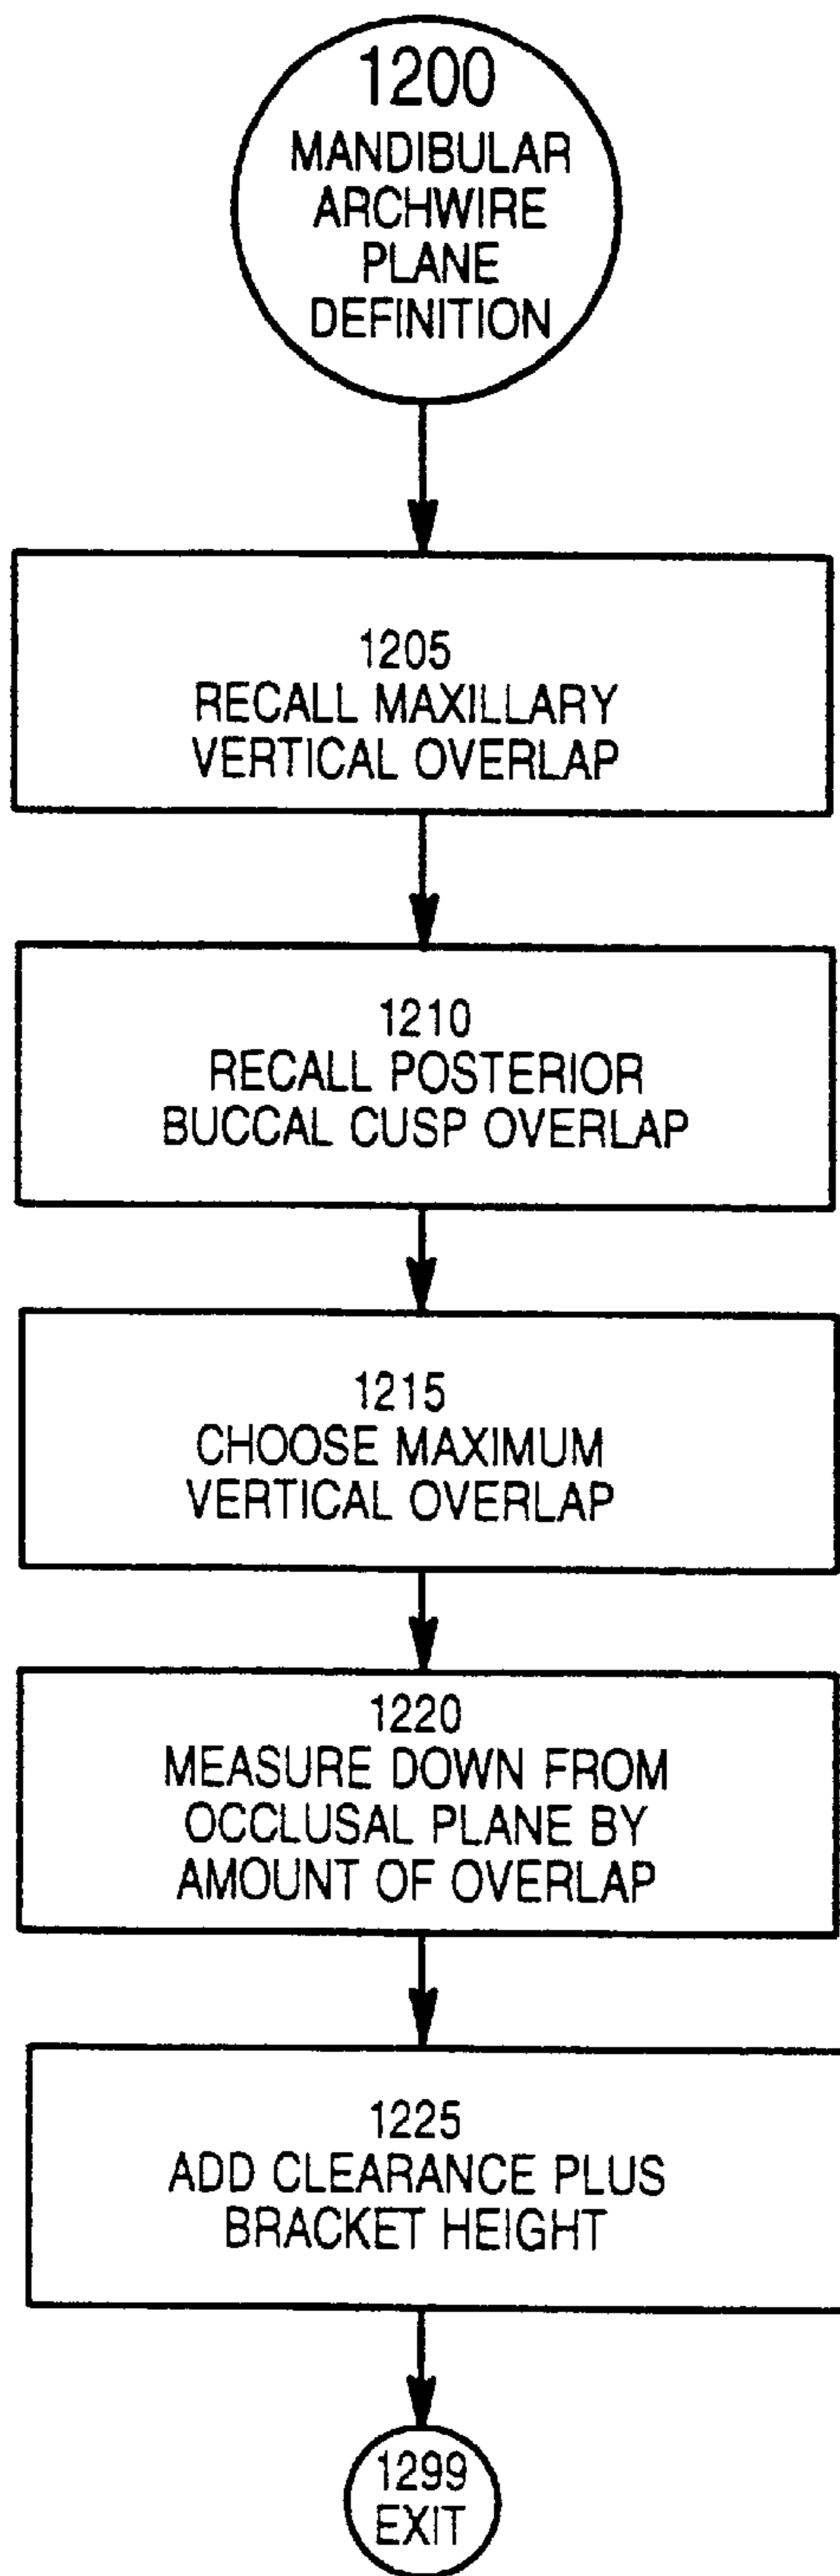 1200
MANDIBULAR
ARCHWIRE
PLANE
DEFINITION
1205
RECALL MAXILLARY
VERTICAL OVERLAP
1210
RECALL POSTERIOR
BUCCAL CUSP OVERLAP
1215
CHOOSE MAXIMUM
VERTICAL OVERLAP
1220
MEASURE DOWN FROM
OCCLUSAL PLANE BY
AMOUNT OF OVERLAP
1225
ADD CLEARANCE PLUS
BRACKET HEIGHT
1299
EXIT